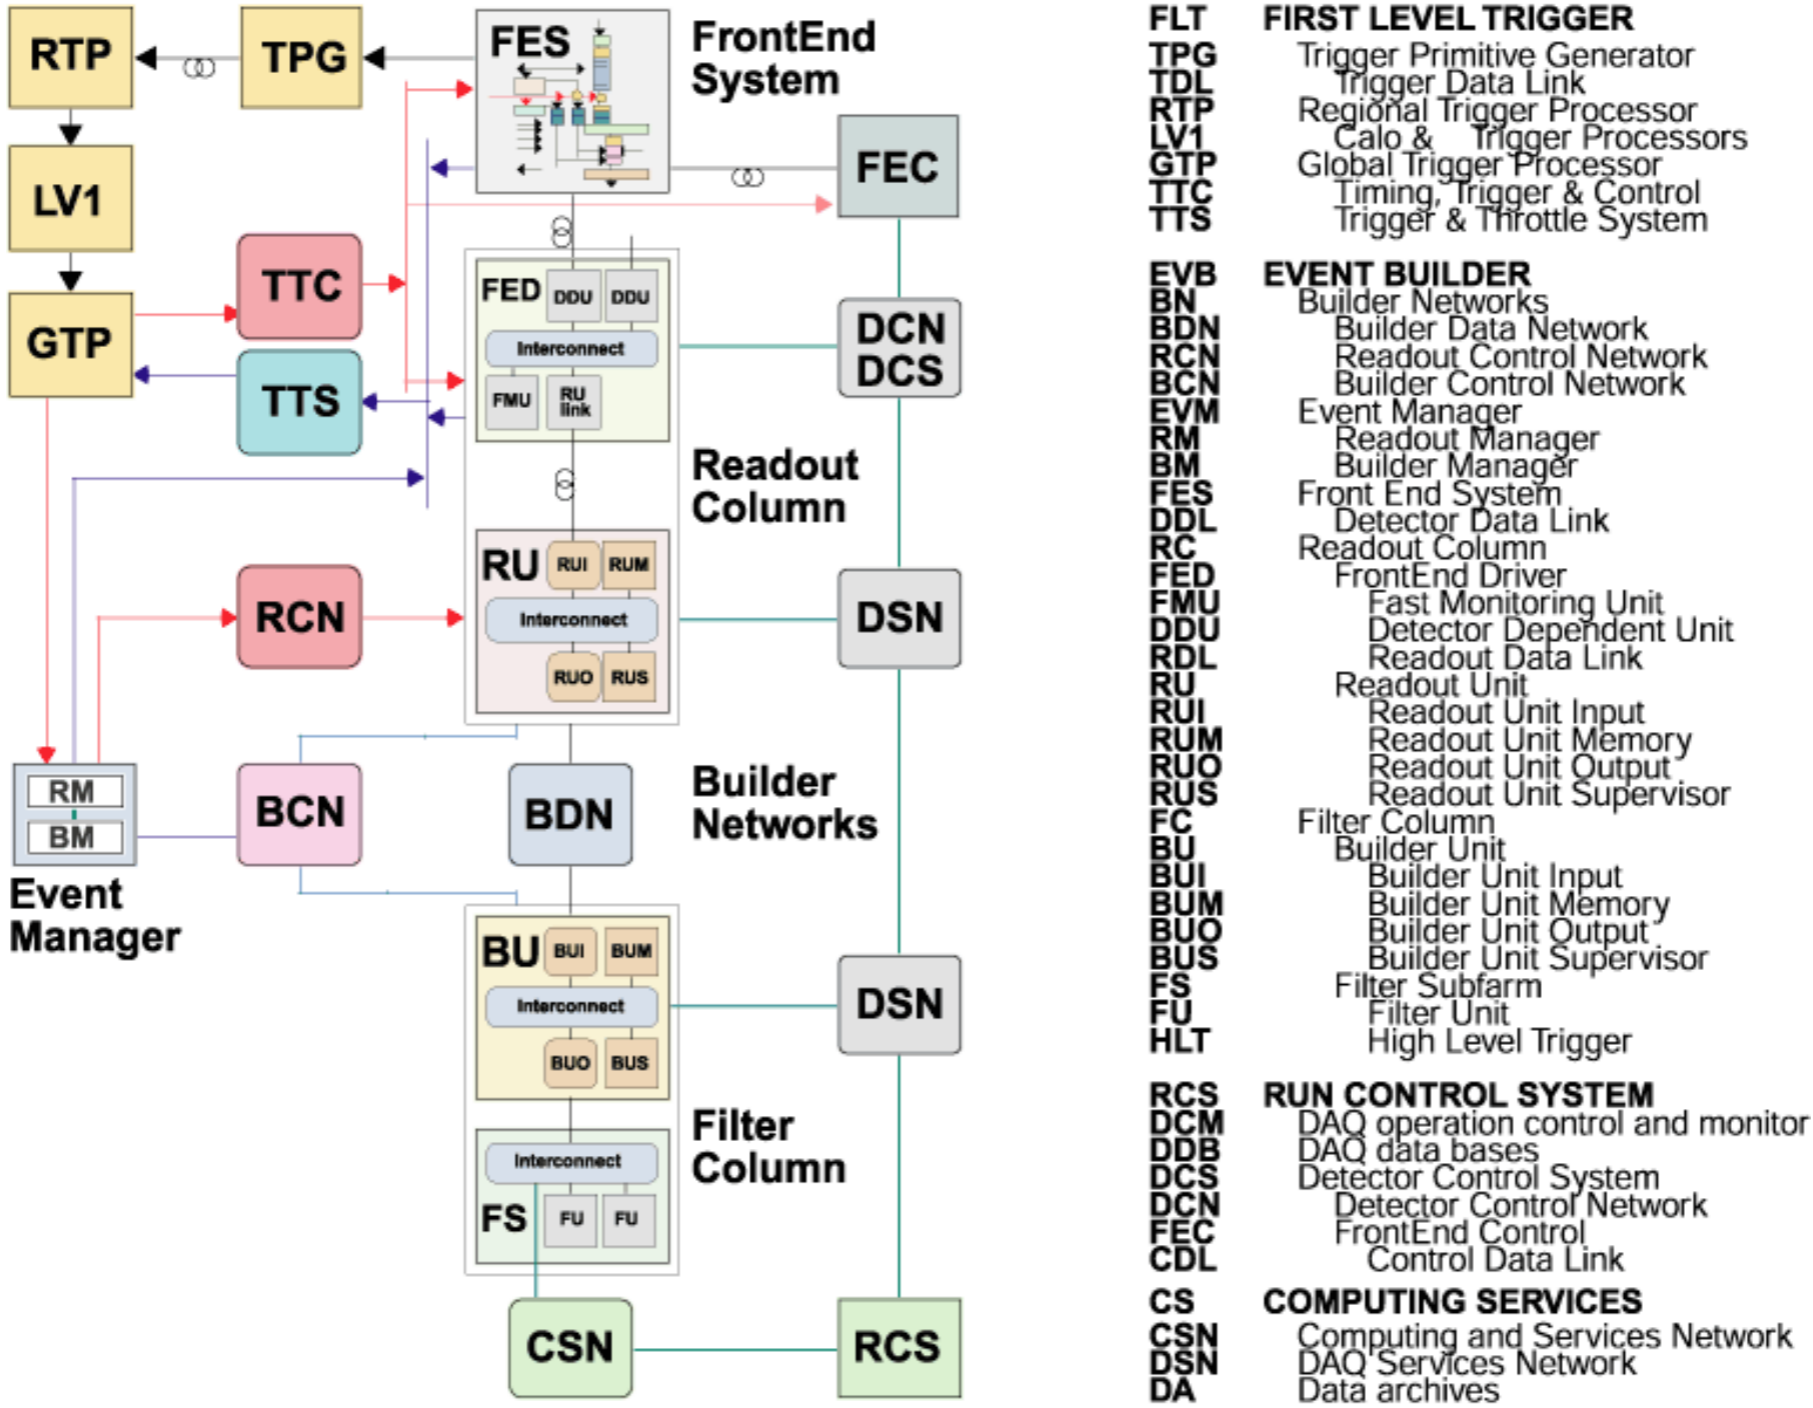 RTP
TPG
FES
FrontEnd
System
LV1
FEC
TTC
GTP
TTS
FED
DDU
DDU
Interconnect
FMU
RU
link
DCN
DCS
Readout
Column
RCN
RU
RUI
RUM
Interconnect
RUO
RUS
DSN
RM
BM
Event
Manager
BCN
BDN
Builder
Networks
BU
BUI
BUM
Interconnect
BUO
BUS
DSN
Filter
Column
Interconnect
FS
FU
FU
CSN
RCS
FLT FIRST LEVEL TRIGGER
TPG Trigger Primitive Generator
TDL Trigger Data Link
RTP Regional Trigger Processor
LV1 Calo & Trigger Processors
GTP Global Trigger Processor
TTC Timing, Trigger & Control
TTS Trigger & Throttle System
EVB EVENT BUILDER
BN Builder Networks
BDN Builder Data Network
RCN Readout Control Network
BCN Builder Control Network
EVM Event Manager
RM Readout Manager
BM Builder Manager
FES Front End System
DDL Detector Data Link
RC Readout Column
FED FrontEnd Driver
FMU Fast Monitoring Unit
DDU Detector Dependent Unit
RDL Readout Data Link
RU Readout Unit
RUI Readout Unit Input
RUM Readout Unit Memory
RUO Readout Unit Output
RUS Readout Unit Supervisor
FC Filter Column
BU Builder Unit
BUI Builder Unit Input
BUM Builder Unit Memory
BUO Builder Unit Output
BUS Builder Unit Supervisor
FS Filter Subfarm
FU Filter Unit
HLT High Level Trigger
RCS RUN CONTROL SYSTEM
DCM DAQ operation control and monitor
DDB DAQ data bases
DCS Detector Control System
DCN Detector Control Network
FEC FrontEnd Control
CDL Control Data Link
CS COMPUTING SERVICES
CSN Computing and Services Network
DSN DAQ Services Network
DA Data archives